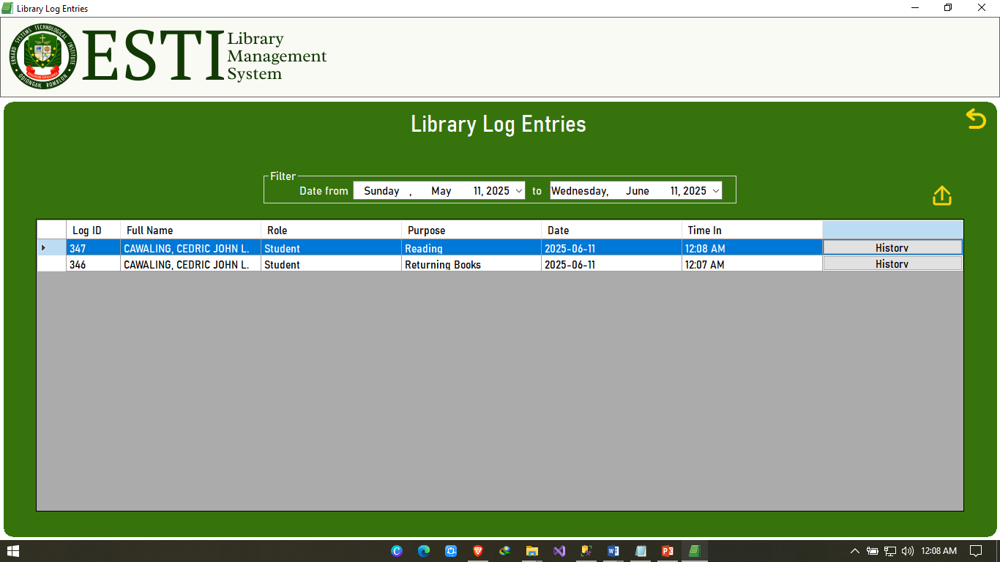 Library Log Entries
ERHARD SYSTEMS TECHNOLOGICAL INSTITUTE
ODIONGAN, ROMBLON
ESTI
Library
Management
System
Library Log Entries
Filter
Date from Sunday , May 11, 2025 to Wednesday, June 11, 2025
Log ID Full Name Role Purpose Date Time In
347 CAWALING, CEDRIC JOHN L. Student Reading 2025-06-11 12:08 AM History
346 CAWALING, CEDRIC JOHN L. Student Returning Books 2025-06-11 12:07 AM History
12:08 AM